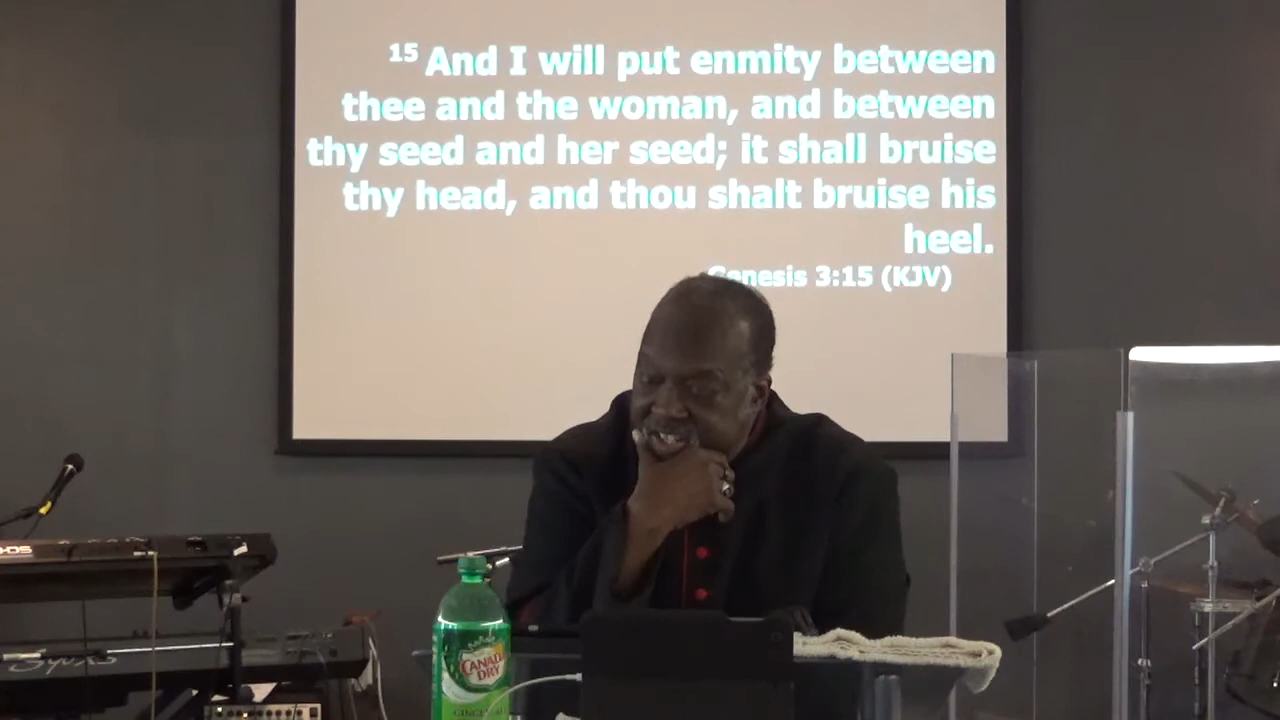 15 And I will put enmity between
thee and the woman, and between
thy seed and her seed; it shall bruise
thy head, and thou shalt bruise his
heel.
Genesis 3:15 (KJV)
CANADA
DRY